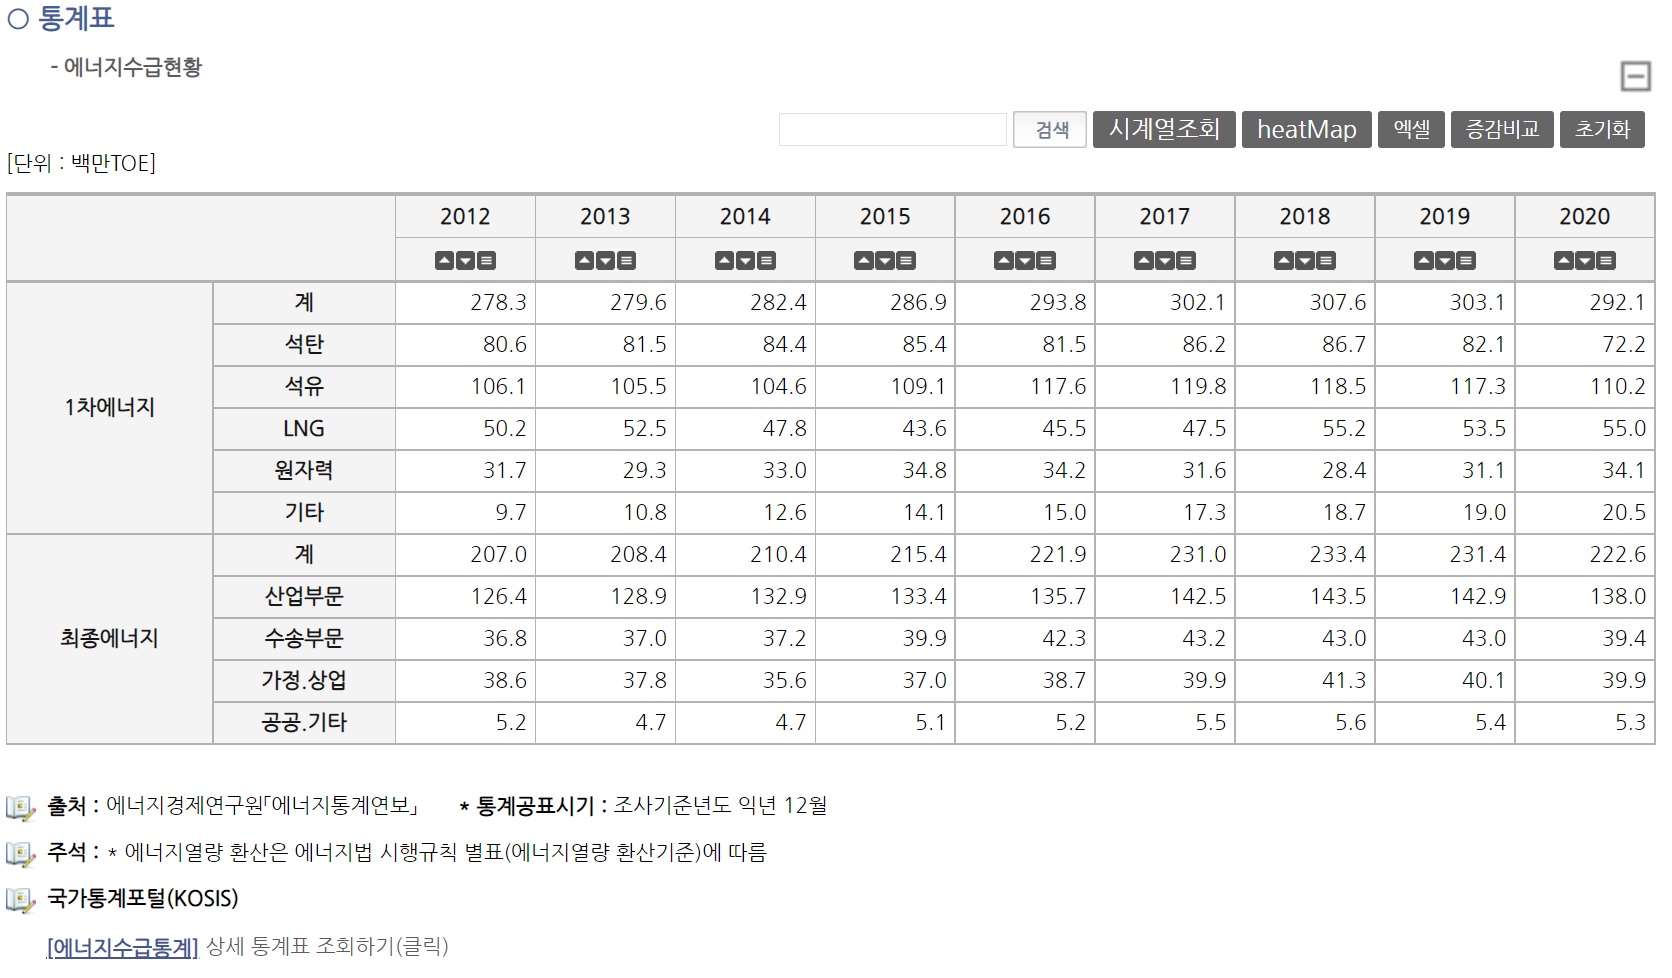 ○ 통계표
- 에너지수급현황
검색 시계열조회 heatMap 엑셀 증감비교 초기화
[단위 : 백만TOE]
2012 2013 2014 2015 2016 2017 2018 2019 2020
1차에너지
계 278.3 279.6 282.4 286.9 293.8 302.1 307.6 303.1 292.1
석탄 80.6 81.5 84.4 85.4 81.5 86.2 86.7 82.1 72.2
석유 106.1 105.5 104.6 109.1 117.6 119.8 118.5 117.3 110.2
LNG 50.2 52.5 47.8 43.6 45.5 47.5 55.2 53.5 55.0
원자력 31.7 29.3 33.0 34.8 34.2 31.6 28.4 31.1 34.1
기타 9.7 10.8 12.6 14.1 15.0 17.3 18.7 19.0 20.5
최종에너지
계 207.0 208.4 210.4 215.4 221.9 231.0 233.4 231.4 222.6
산업부문 126.4 128.9 132.9 133.4 135.7 142.5 143.5 142.9 138.0
수송부문 36.8 37.0 37.2 39.9 42.3 43.2 43.0 43.0 39.4
가정.상업 38.6 37.8 35.6 37.0 38.7 39.9 41.3 40.1 39.9
공공.기타 5.2 4.7 4.7 5.1 5.2 5.5 5.6 5.4 5.3
출처 : 에너지경제연구원「에너지통계연보」 * 통계공표시기 : 조사기준년도 익년 12월
주석 : * 에너지열량 환산은 에너지법 시행규칙 별표(에너지열량 환산기준)에 따름
국가통계포털(KOSIS)
[에너지수급통계] 상세 통계표 조회하기(클릭)